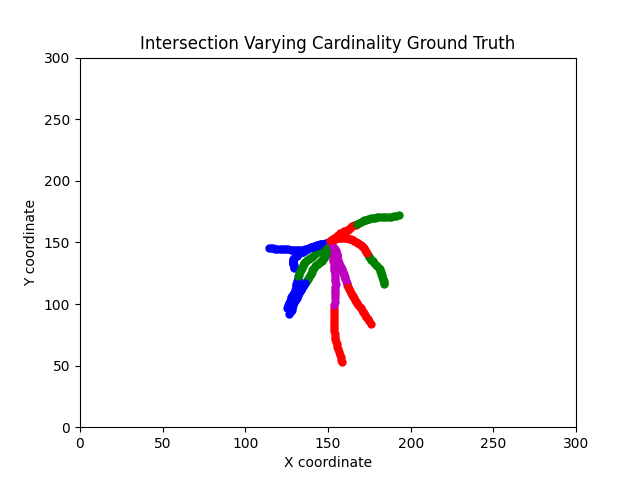 Intersection Varying Cardinality Ground Truth
300
250
200
150
100
50
0
Y coordinate
0 50 100 150 200 250 300
X coordinate